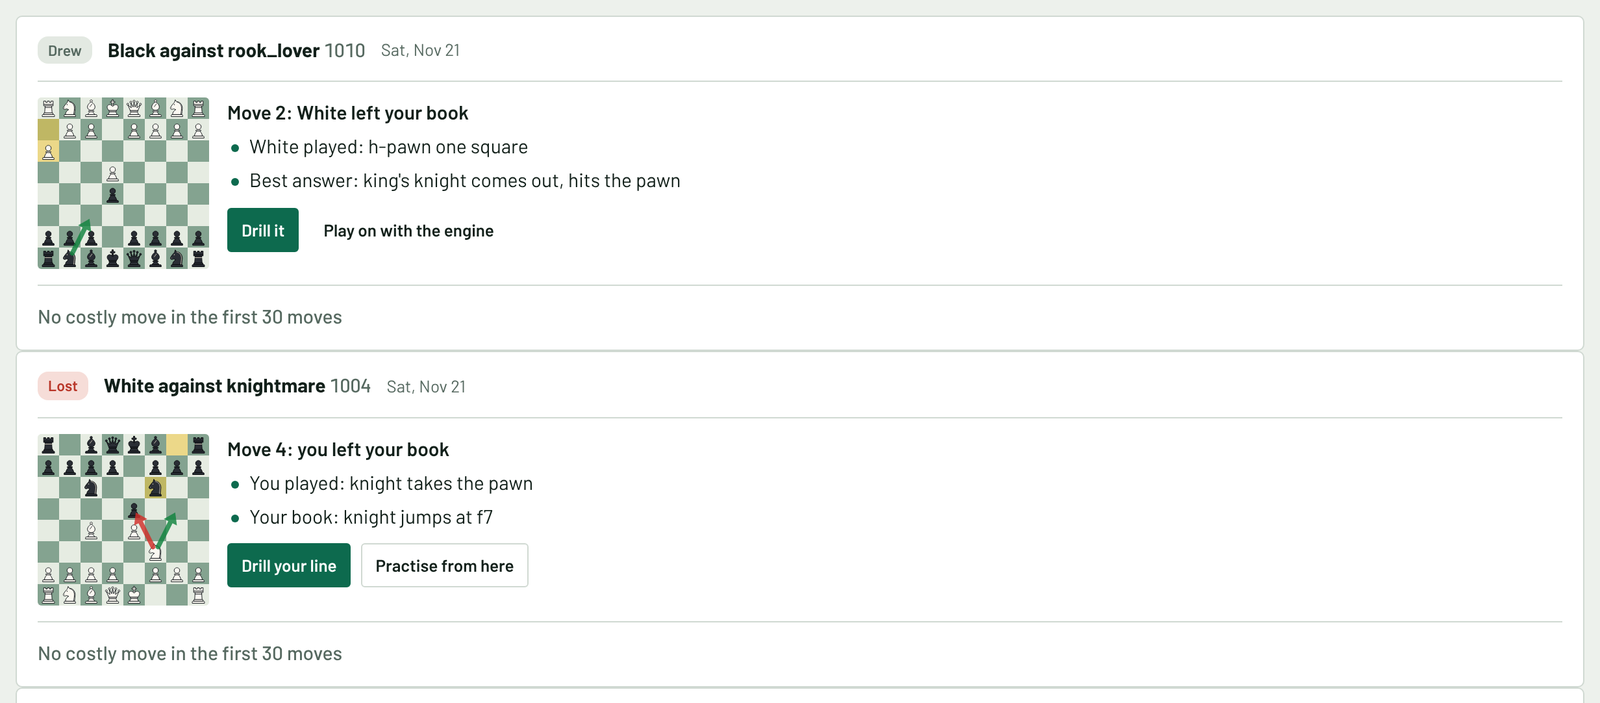 Drew Black against rook_lover 1010 Sat, Nov 21
Move 2: White left your book
White played: h-pawn one square
Best answer: king's knight comes out, hits the pawn
Drill it Play on with the engine
No costly move in the first 30 moves
Lost White against knightmare 1004 Sat, Nov 21
Move 4: you left your book
You played: knight takes the pawn
Your book: knight jumps at f7
Drill your line Practise from here
No costly move in the first 30 moves